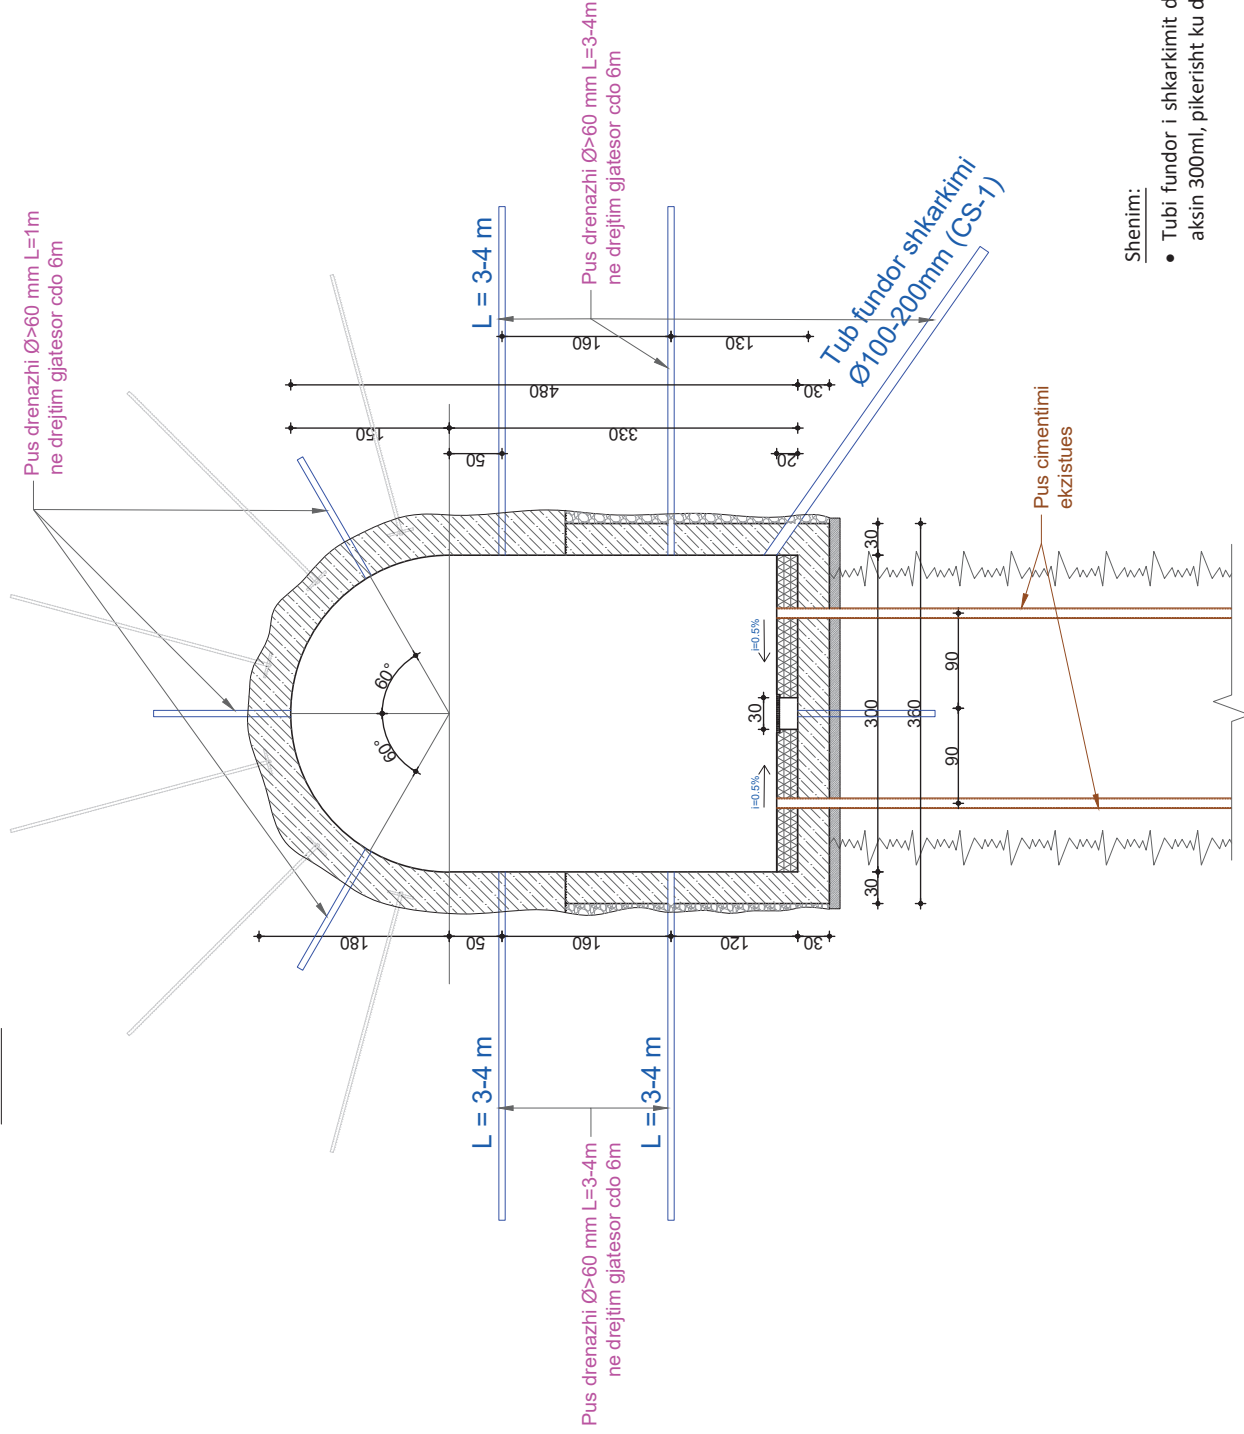 Pus drenazhi Ø>60 mm L=1m
ne drejtim gjatesor cdo 6m
Pus drenazhi Ø>60 mm L=3-4m
ne drejtim gjatesor cdo 6m
L = 3-4 m
160
130
480
30
150
330
50
20
Tub fundor shkarkimi
Ø100-200mm (CS-1)
60°
60°
i=0.5%
i=0.5%
30
30
300
30
360
90
90
180
50
160
120
30
L = 3-4 m
L = 3-4 m
Pus drenazhi Ø>60 mm L=3-4m
ne drejtim gjatesor cdo 6m
Pus cimentimi
ekzistues
Shenim:
• Tubi fundor i shkarkimit d
aksin 300ml, pikerisht ku d